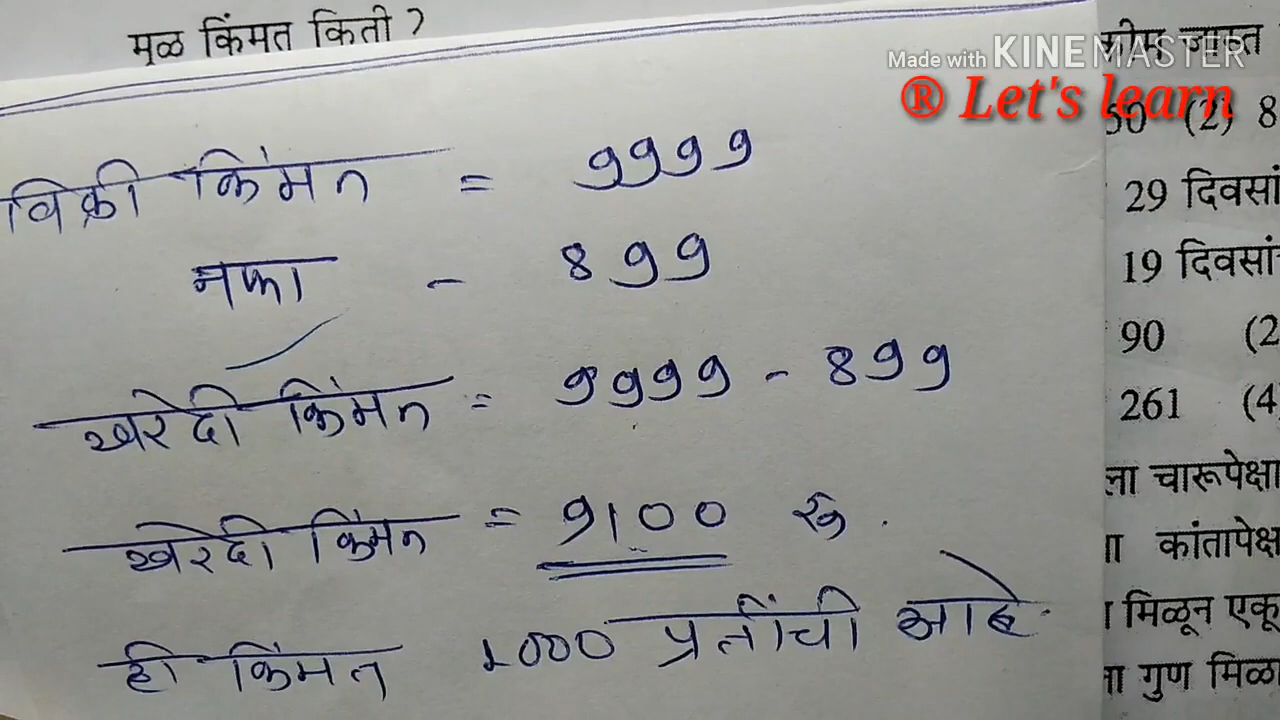 मूळ किंमत किती ?
Made with KINEMASTER
® Let's learn
विक्री किंमत = 9999
नफा - 899
खरेदी किंमत = 9999 - 899
खरेदी किंमत = 9100 रु.
ही किंमत 1000 प्रतींची आहे.
50 (2) 8
29 दिवसां
19 दिवसां
90 (2
261 (4
ला चारूपेक्षा
ा कांतापेक्ष
मिळून एकू
ा गुण मिळा